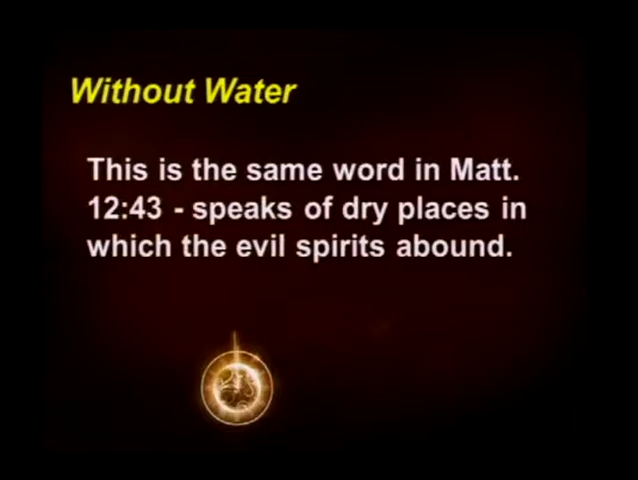 Without Water
This is the same word in Matt.
12:43 - speaks of dry places in
which the evil spirits abound.